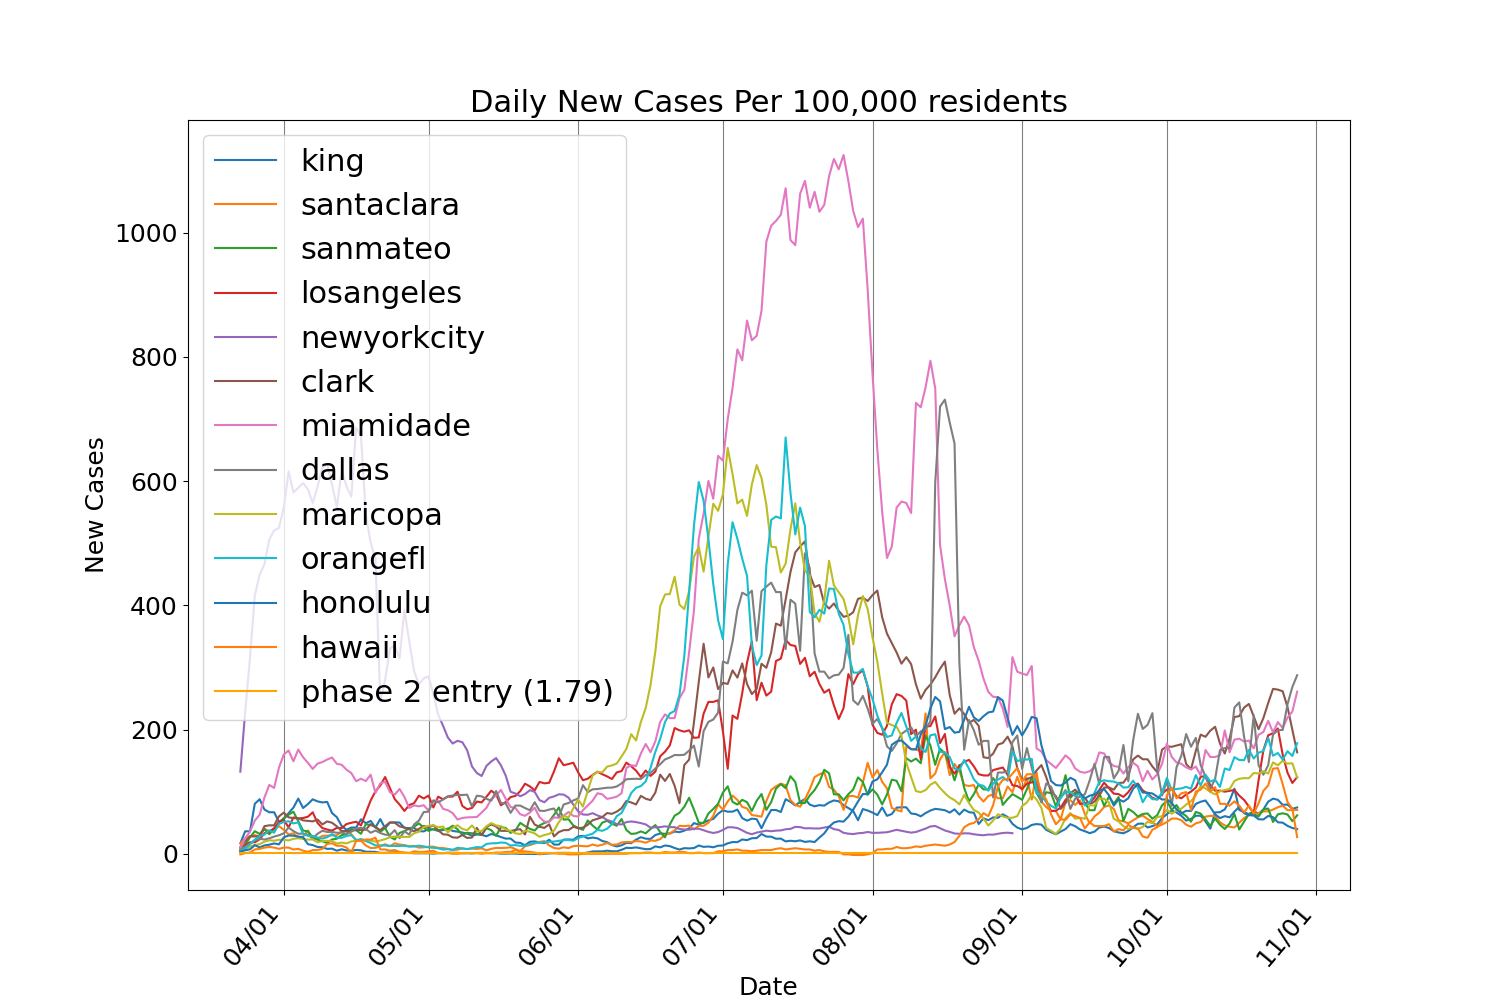 Daily New Cases Per 100,000 residents
king
santaclara
sanmateo
losangeles
newyorkcity
clark
miamidade
dallas
maricopa
orangefl
honolulu
hawaii
phase 2 entry (1.79)
New Cases
1000
800
600
400
200
0
04/01
05/01
06/01
07/01
08/01
09/01
10/01
11/01
Date